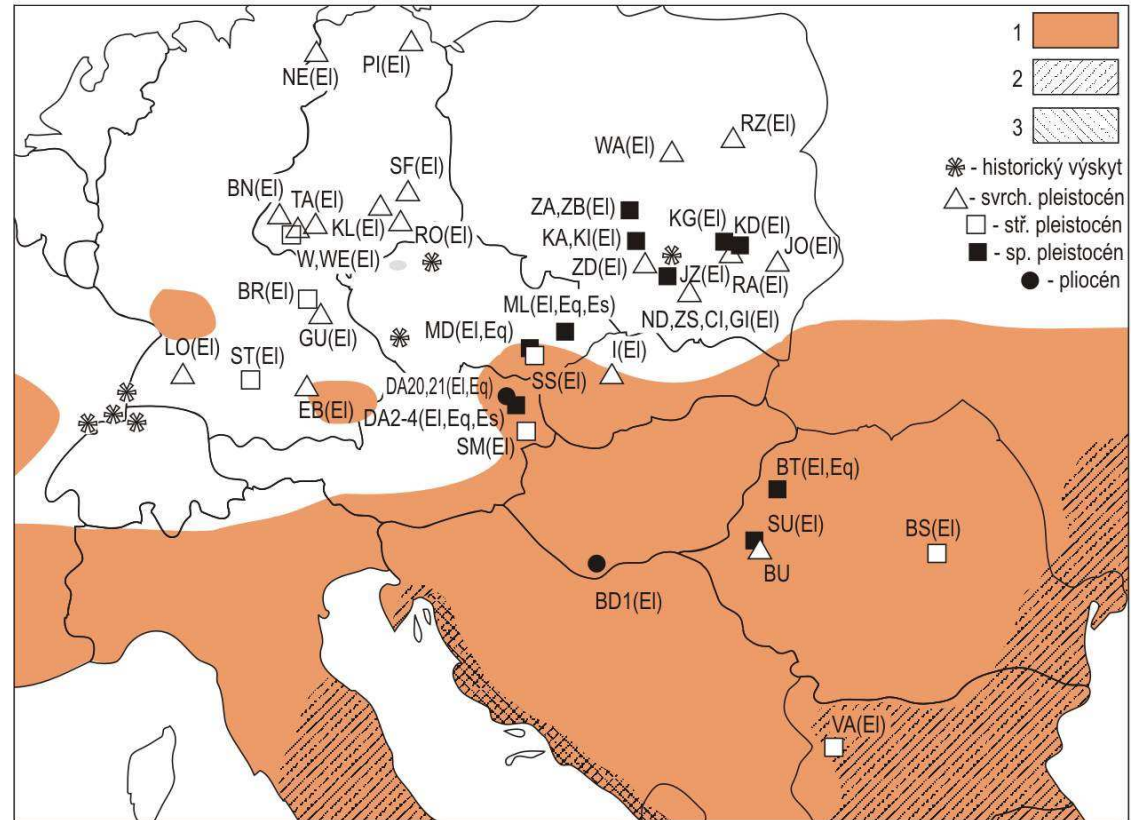 1
2
3
- historický výskyt
- svrch. pleistocén
- stř. pleistocén
- sp. pleistocén
- pliocén
NE(El)
PI(El)
WA(El)
RZ(El)
SF(El)
BN(El)
TA(El)
KL(El)
RO(El)
W,WE(El)
ZA,ZB(El)
KA,KI(El)
ZD(El)
KG(El)
KD(El)
JO(El)
JZ(El)
RA(El)
BR(El)
GU(El)
ML(El,Eq,Es)
ND,ZS,CI,GI(El)
MD(El,Eq)
LO(El)
ST(El)
I(El)
SS(El)
EB(El)
DA20,21(El,Eq)
DA2-4(El,Eq,Es)
SM(El)
BT(El,Eq)
SU(El)
BU
BS(El)
BD1(El)
VA(El)